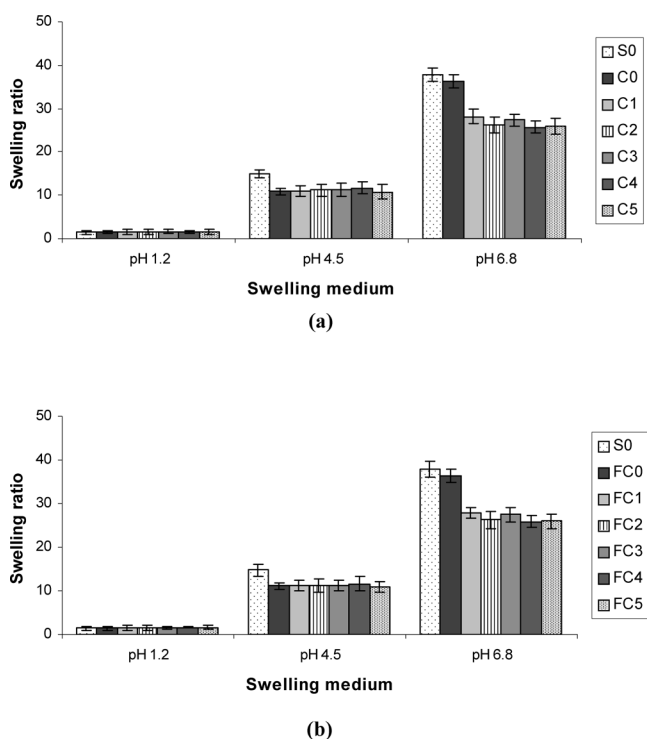 50
40
30
20
10
0
Swelling ratio
pH 1.2
pH 4.5
pH 6.8
Swelling medium
S0
C0
C1
C2
C3
C4
C5
(a)
50
40
30
20
10
0
Swelling ratio
pH 1.2
pH 4.5
pH 6.8
Swelling medium
S0
FC0
FC1
FC2
FC3
FC4
FC5
(b)